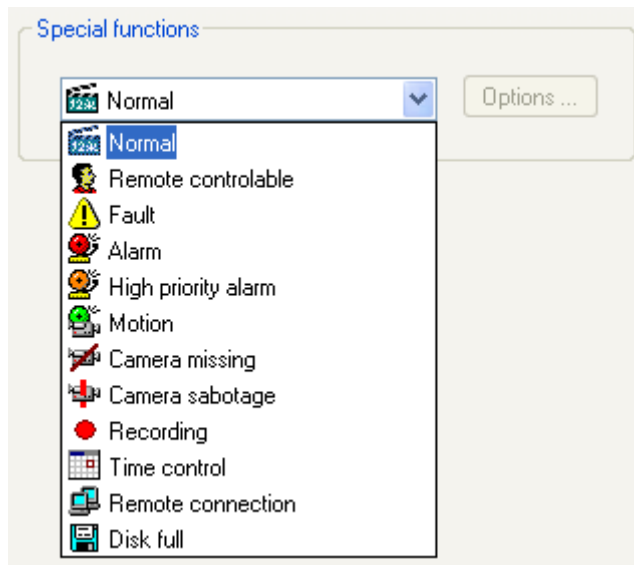 Special functions
Normal
Options ...
Normal
Remote controlable
Fault
Alarm
High priority alarm
Motion
Camera missing
Camera sabotage
Recording
Time control
Remote connection
Disk full